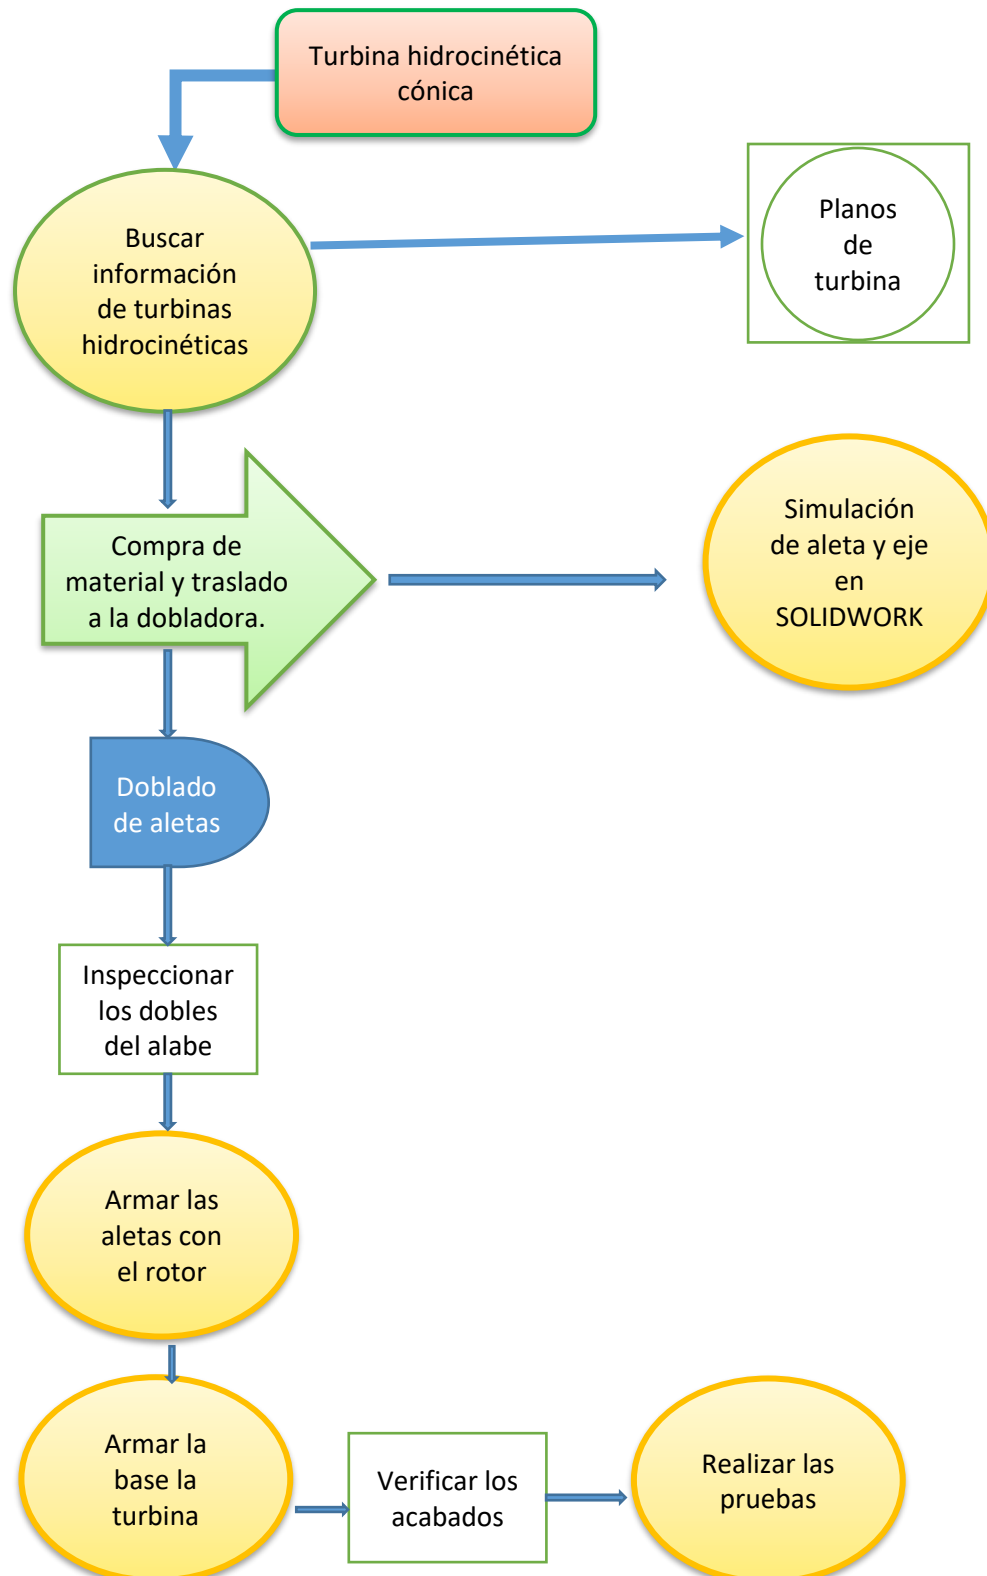 Turbina hidrocinética
cónica
Buscar
información
de turbinas
hidrocinéticas
Planos
de
turbina
Compra de
material y traslado
a la dobladora.
Simulación
de aleta y eje
en
SOLIDWORK
Doblado
de aletas
Inspeccionar
los dobles
del alabe
Armar las
aletas con
el rotor
Armar la
base la
turbina
Verificar los
acabados
Realizar las
pruebas